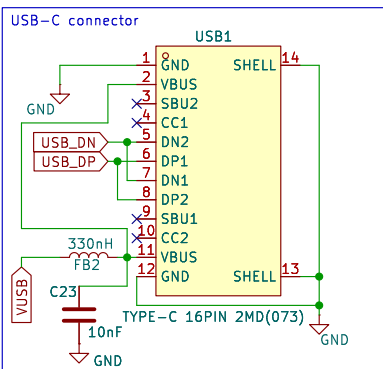 USB-C connector
USB1
1 GND SHELL 14
2 VBUS
GND
3 SBU2
4 CC1
USB_DN 5 DN2
USB_DP 6 DP1
7 DN1
8 DP2
9 SBU1
10 CC2
330nH
11 VBUS
FB2
12 GND SHELL 13
VUSB
C23
10nF
TYPE-C 16PIN 2MD(073)
GND
GND